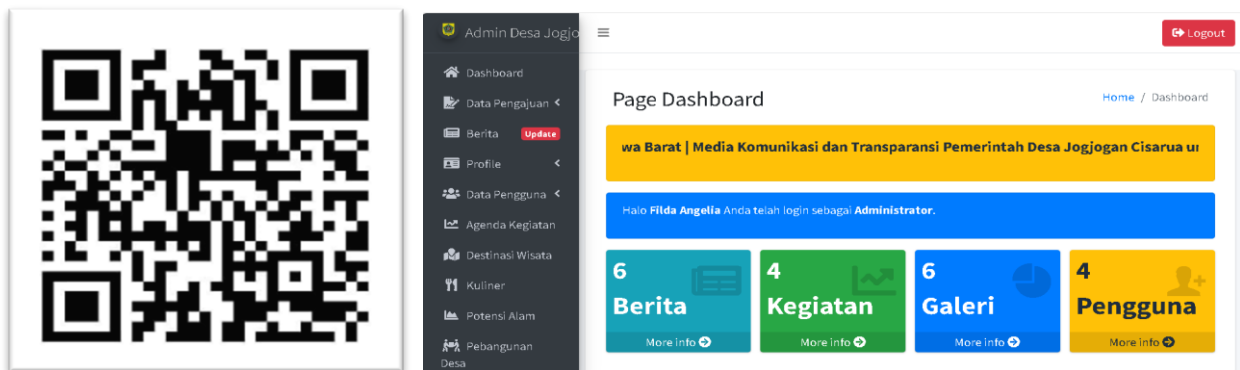 Admin Desa Jogjo
Logout
Dashboard
Data Pengajuan
Berita Update
Profile
Data Pengguna
Agenda Kegiatan
Destinasi Wisata
Kuliner
Potensi Alam
Pebangunan
Desa
Page Dashboard
Home / Dashboard
wa Barat | Media Komunikasi dan Transparansi Pemerintah Desa Jogjogan Cisarua
Halo Filda Angelia Anda telah login sebagai Administrator.
6
Berita
More info
4
Kegiatan
More info
6
Galeri
More info
4
Pengguna
More info